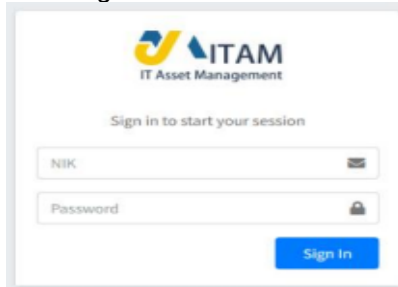 ITAM
IT Asset Management
Sign in to start your session
NIK
Password
Sign In